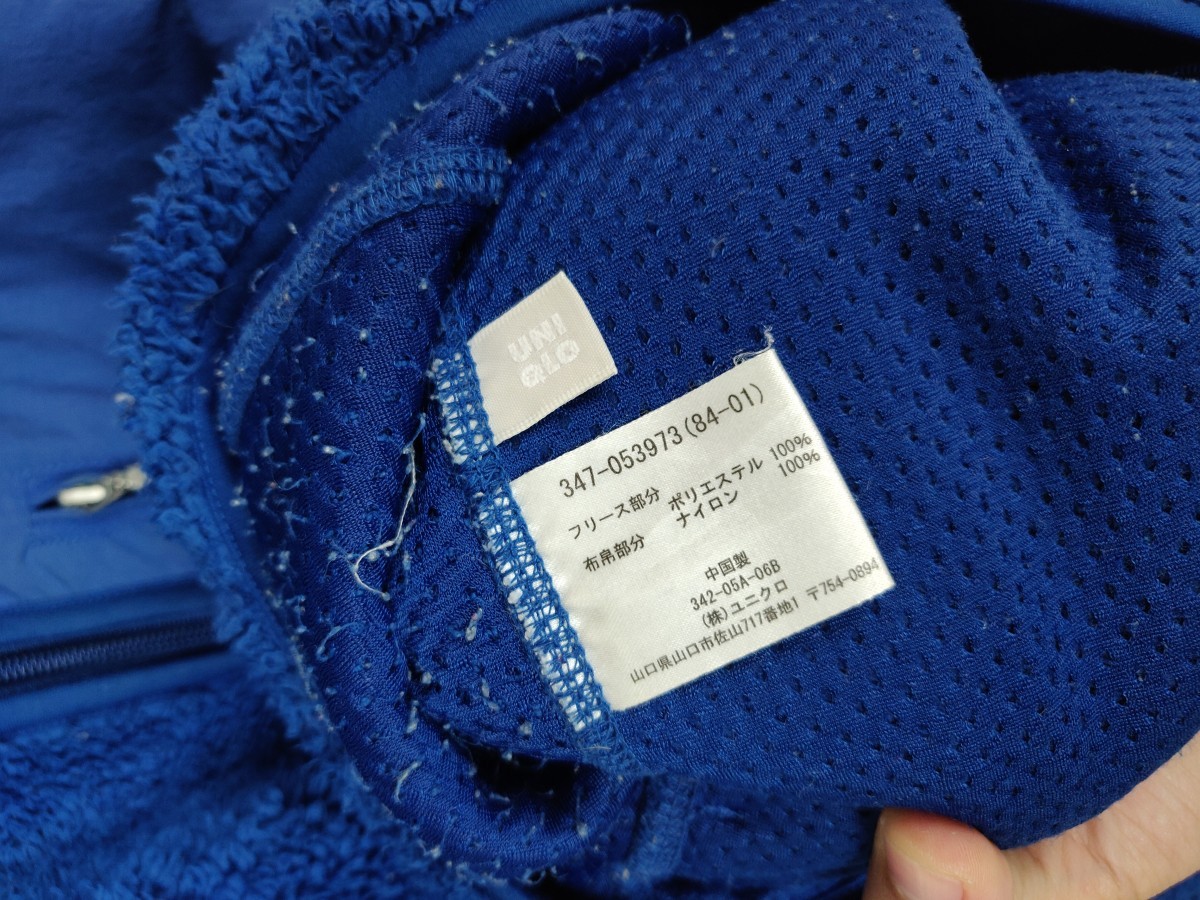 UNI
QLO
347-053973(84-01)
フリース部分 ポリエステル 100%
布帛部分 ナイロン 100%
中国製
342-05A-06B
(株)ユニクロ
山口県山口市佐山717番地1 〒754-0894